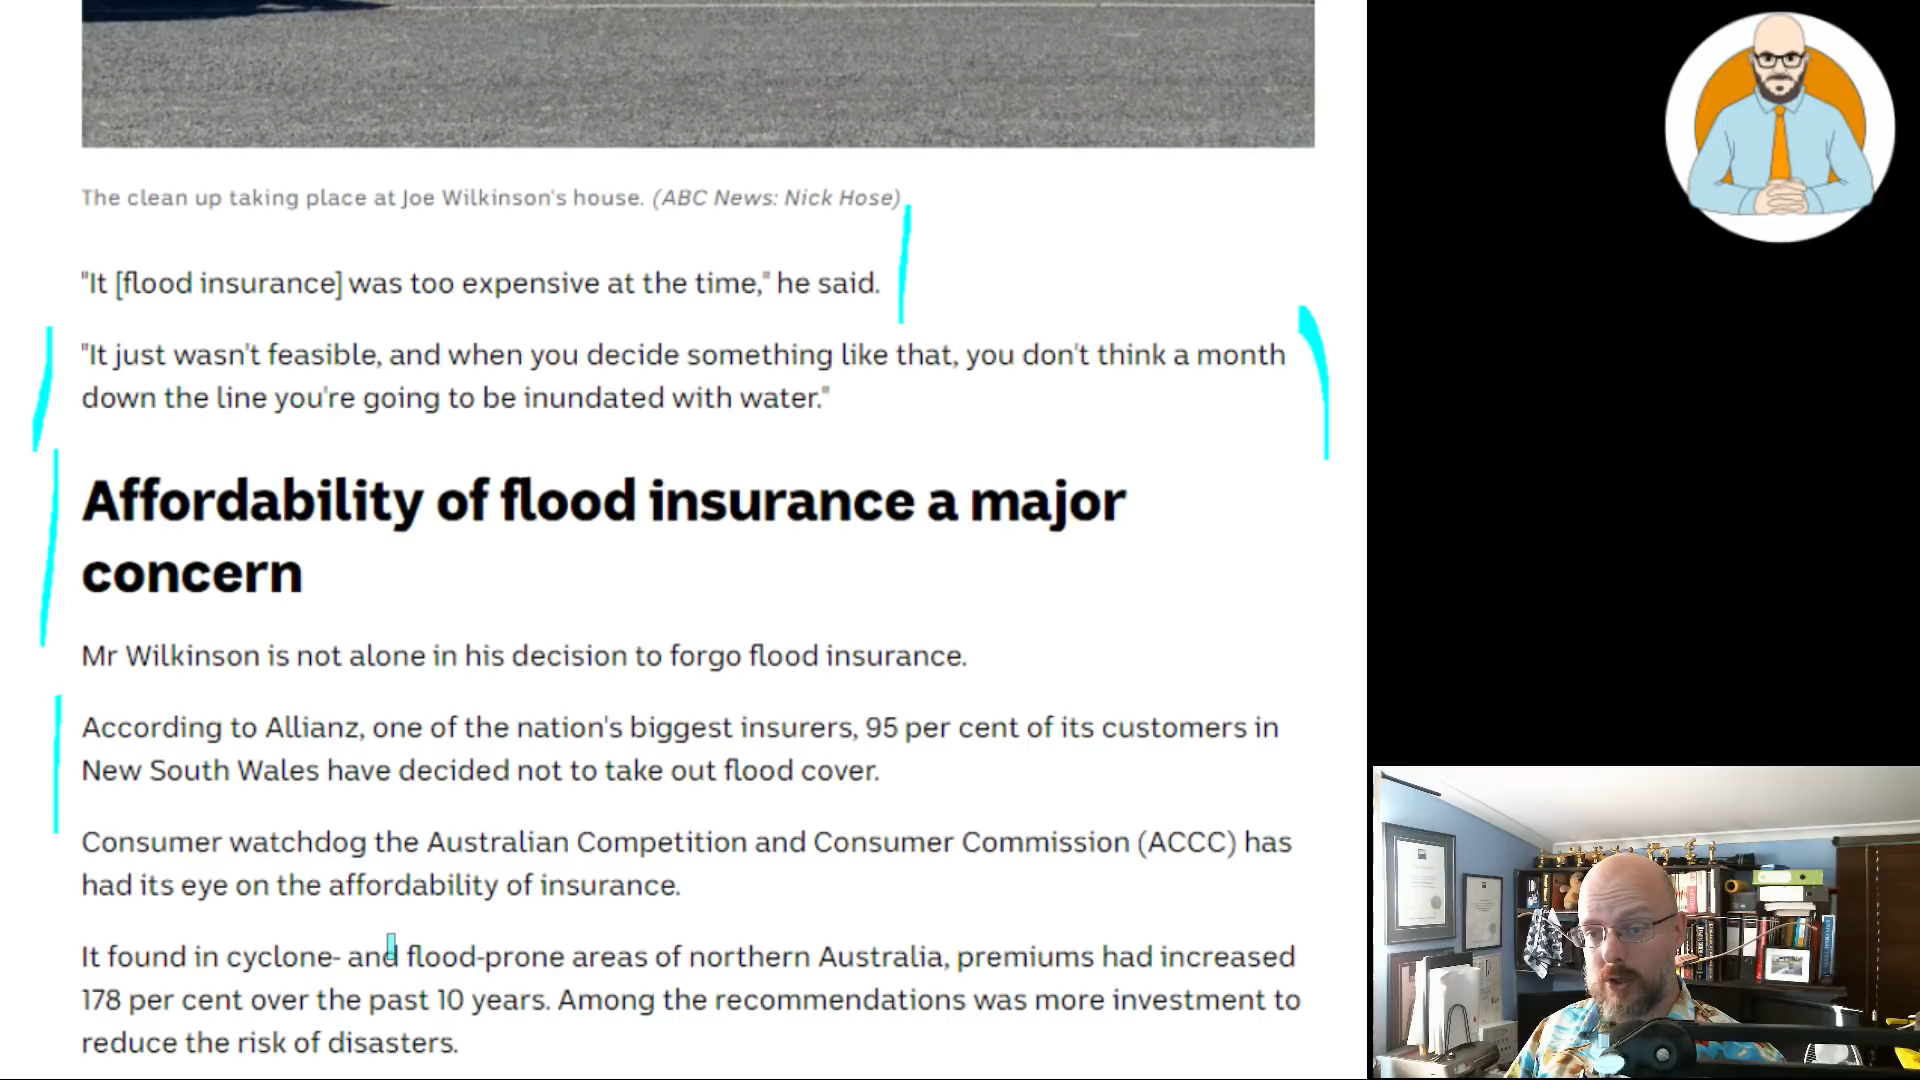 The clean up taking place at Joe Wilkinson's house. (ABC News: Nick Hose)
"It [flood insurance] was too expensive at the time," he said.
"It just wasn't feasible, and when you decide something like that, you don't think a month
down the line you're going to be inundated with water."
Affordability of flood insurance a major
concern
Mr Wilkinson is not alone in his decision to forgo flood insurance.
According to Allianz, one of the nation's biggest insurers, 95 per cent of its customers in
New South Wales have decided not to take out flood cover.
Consumer watchdog the Australian Competition and Consumer Commission (ACCC) has
had its eye on the affordability of insurance.
It found in cyclone- and flood-prone areas of northern Australia, premiums had increased
178 per cent over the past 10 years. Among the recommendations was more investment to
reduce the risk of disasters.